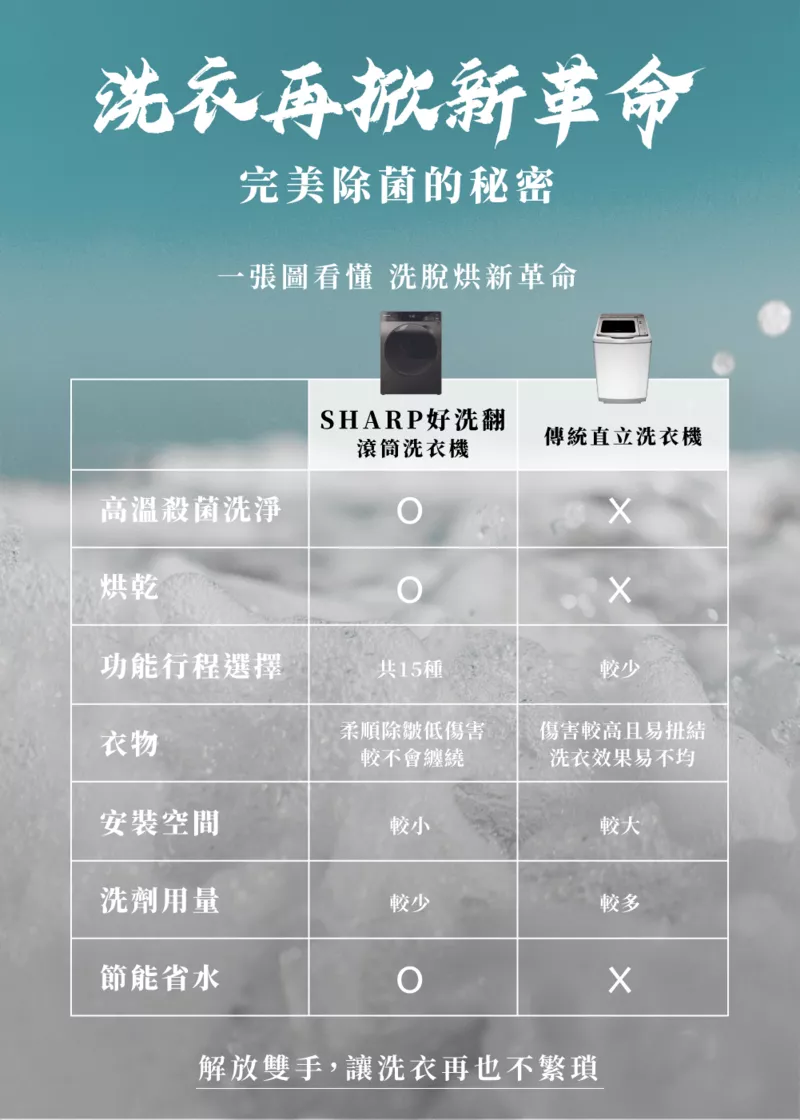 洗衣再掀新革命
完美除菌的秘密
一張圖看懂 洗脫烘新革命
SHARP好洗翻
滾筒洗衣機
傳統直立洗衣機
高溫殺菌洗淨
O
X
烘乾
O
X
功能行程選擇
共15種
較少
衣物
柔順除皺低傷害
較不會纏繞
傷害較高且易扭結
洗衣效果易不均
安裝空間
較小
較大
洗劑用量
較少
較多
節能省水
O
X
解放雙手，讓洗衣再也不繁瑣